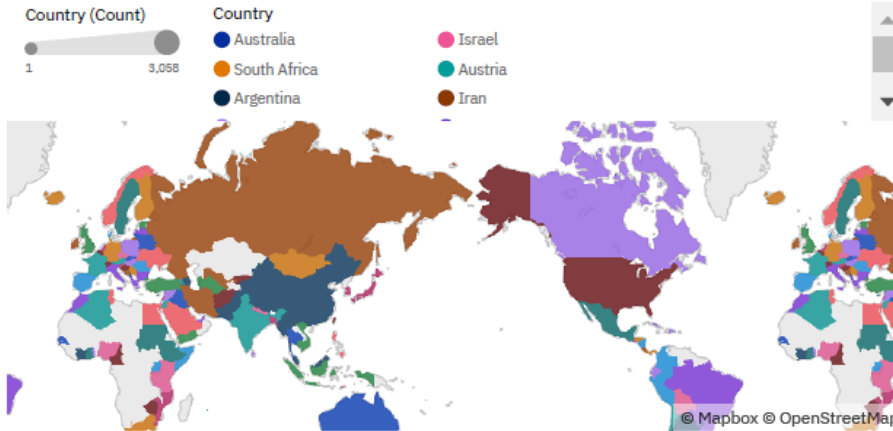 Country (Count)
1
3,058
Country
Australia
South Africa
Argentina
Israel
Austria
Iran
© Mapbox © OpenStreetMap